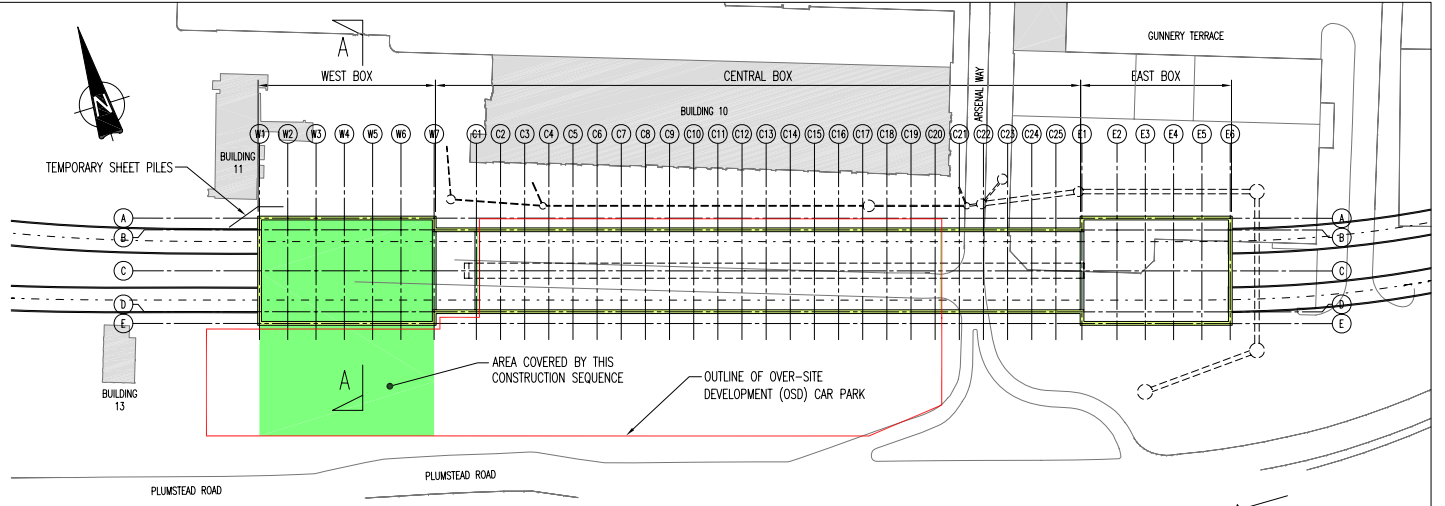 GUNNERY TERRACE
A
N
WEST BOX
CENTRAL BOX
EAST BOX
ARSENAL WAY
BUILDING 10
W1 W2 W3 W4 W5 W6 W7 C1 C2 C3 C4 C5 C6 C7 C8 C9 C10 C11 C12 C13 C14 C15 C16 C17 C18 C19 C20 C21 C22 C23 C24 C25 E1 E2 E3 E4 E5 E6
BUILDING
11
TEMPORARY SHEET PILES
A
B
C
D
E
A
B
C
D
E
AREA COVERED BY THIS
CONSTRUCTION SEQUENCE
A
OUTLINE OF OVER-SITE
DEVELOPMENT (OSD) CAR PARK
BUILDING
13
PLUMSTEAD ROAD
PLUMSTEAD ROAD